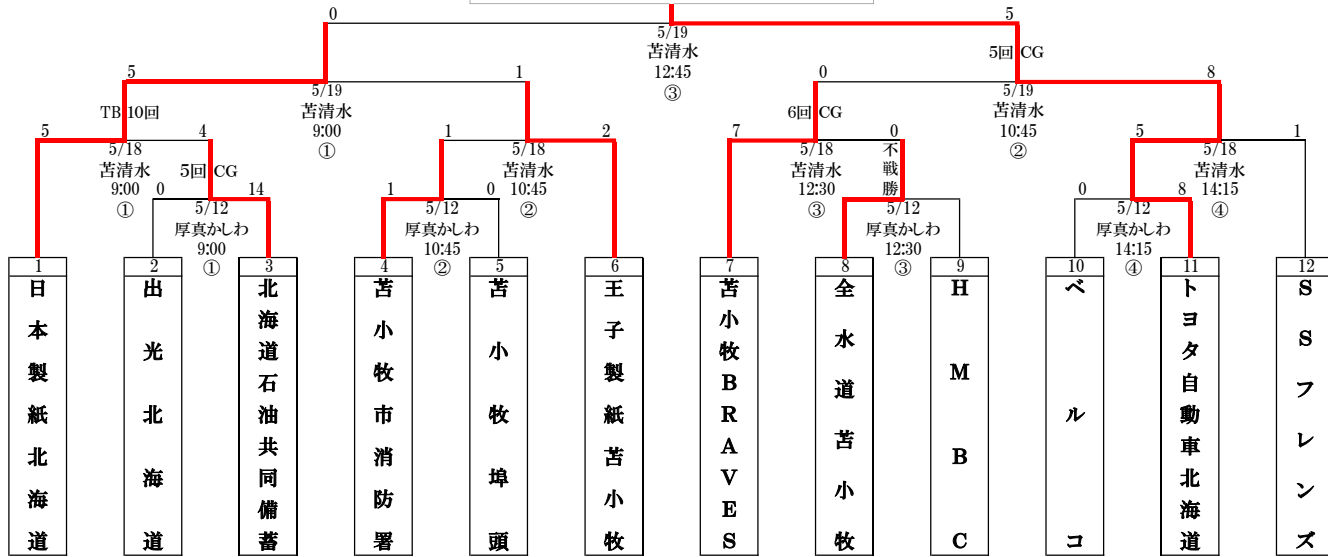 0
5
5/19
苫清水
12:45
③
5回 CG
5
1
0
8
5/19
苫清水
9:00
①
5/19
苫清水
10:45
②
TB 10回
6回 CG
5
4
1
2
7
0
5
1
5/18
苫清水
9:00
①
5/18
苫清水
10:45
②
5/18
苫清水
12:30
③
5/18
苫清水
14:15
④
5回 CG
不戦勝
0
14
1
0
0
8
5/12
厚真かしわ
9:00
①
5/12
厚真かしわ
10:45
②
5/12
厚真かしわ
12:30
③
5/12
厚真かしわ
14:15
④
1
日本製紙北海道
2
出光北海道
3
北海道石油共同備蓄
4
苫小牧市消防署
5
苫小牧埠頭
6
王子製紙苫小牧
7
苫小牧BRAVES
8
全水道苫小牧
9
HMBC
10
ベルコ
11
トヨタ自動車北海道
12
SSフレンズ